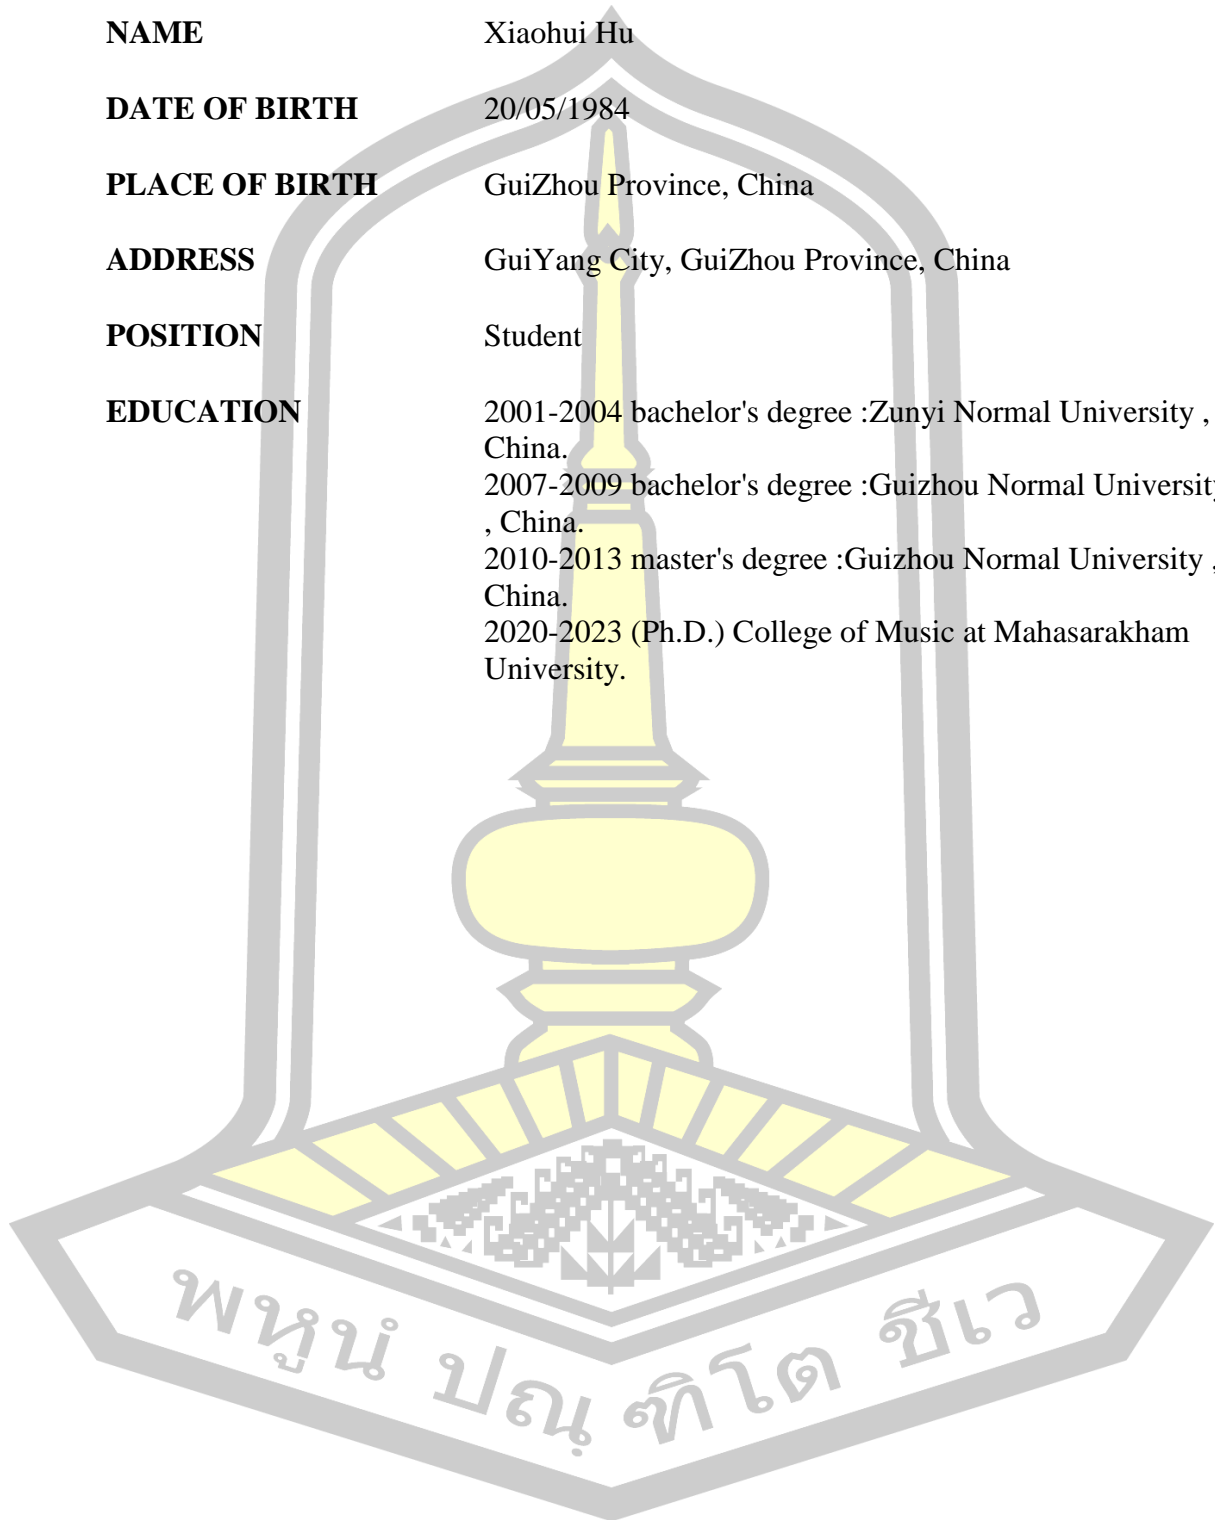 NAME Xiaohui Hu
DATE OF BIRTH 20/05/1984
PLACE OF BIRTH GuiZhou Province, China
ADDRESS GuiYang City, GuiZhou Province, China
POSITION Student
EDUCATION 2001-2004 bachelor's degree :Zunyi Normal University ,
China.
2007-2009 bachelor's degree :Guizhou Normal University
, China.
2010-2013 master's degree :Guizhou Normal University ,
China.
2020-2023 (Ph.D.) College of Music at Mahasarakham
University.
พหูนํ ปณฺฑิโต ชีเว